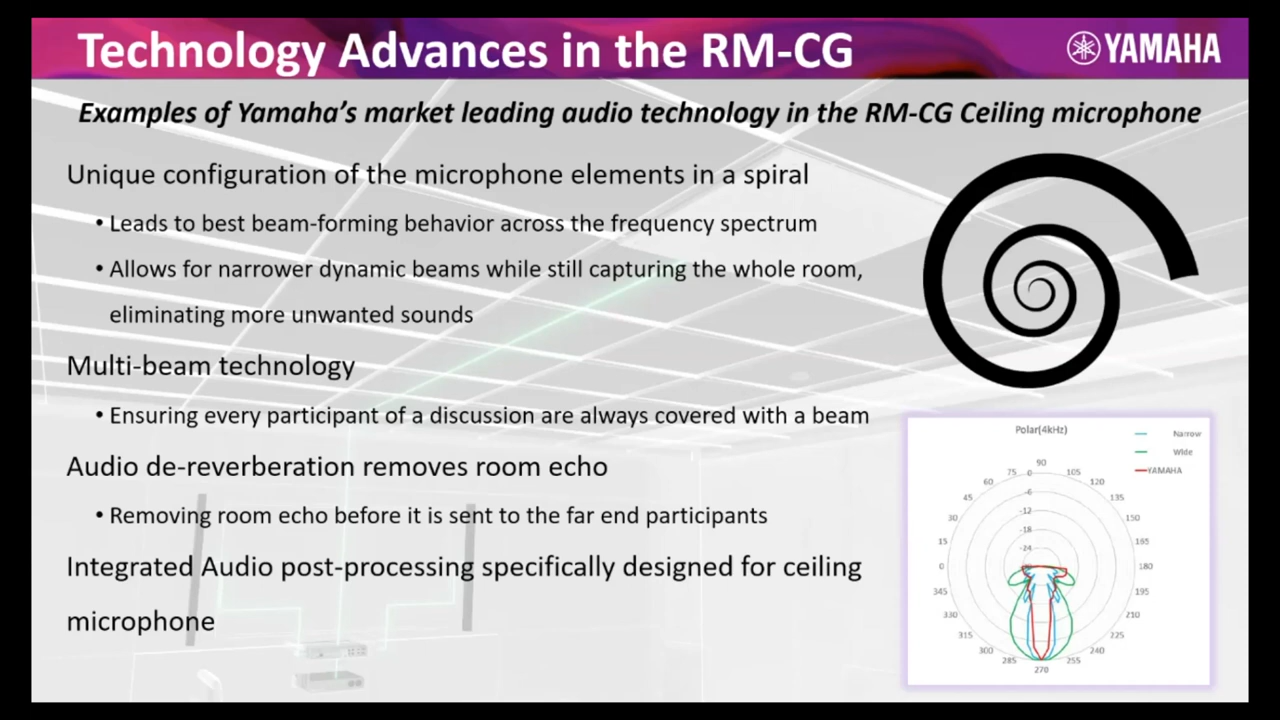 Technology Advances in the RM-CG
YAMAHA
Examples of Yamaha's market leading audio technology in the RM-CG Ceiling microphone
Unique configuration of the microphone elements in a spiral
• Leads to best beam-forming behavior across the frequency spectrum
• Allows for narrower dynamic beams while still capturing the whole room,
eliminating more unwanted sounds
Multi-beam technology
• Ensuring every participant of a discussion are always covered with a beam
Audio de-reverberation removes room echo
• Removing room echo before it is sent to the far end participants
Integrated Audio post-processing specifically designed for ceiling
microphone
Polar(4kHz)
Narrow
Wide
YAMAHA
90
75 0 105
60 -6 120
45 -12 135
30 -18 150
15 -24 165
0 180
345 195
330 210
315 225
300 240
285 255
270